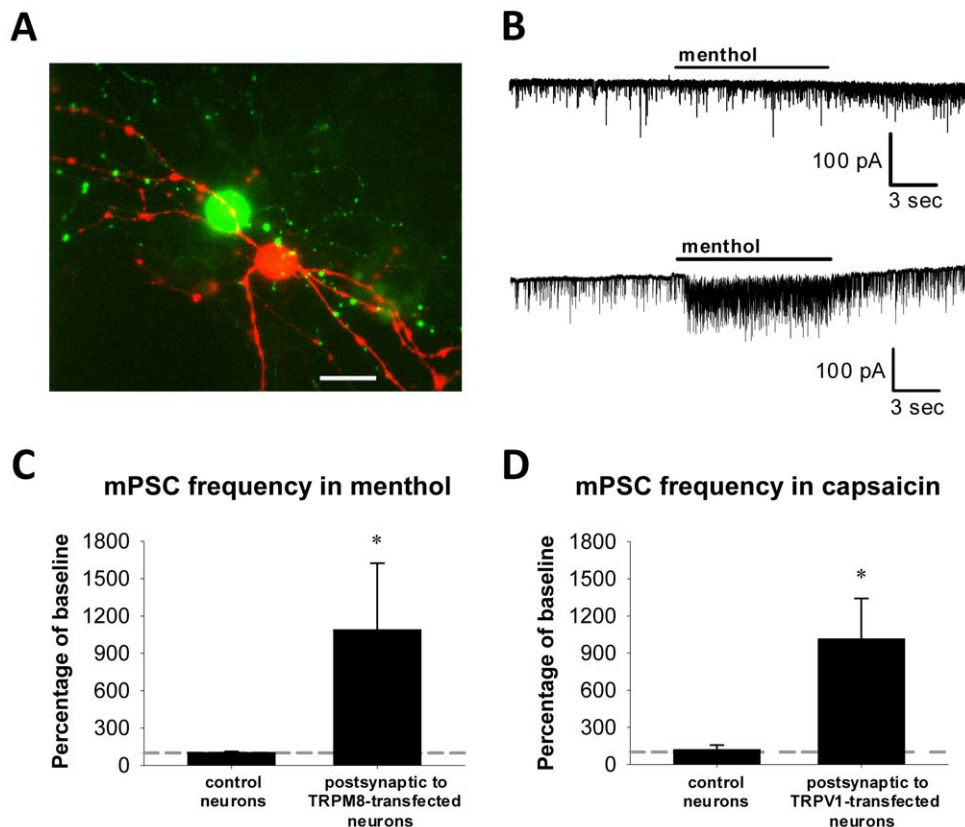 A
B
menthol
100 pA
3 sec
menthol
100 pA
3 sec
C
mPSC frequency in menthol
Percentage of baseline
1800
1500
1200
900
600
300
0
*
control
neurons
postsynaptic to
TRPM8-transfected
neurons
D
mPSC frequency in capsaicin
Percentage of baseline
1800
1500
1200
900
600
300
0
*
control
neurons
postsynaptic to
TRPV1-transfected
neurons